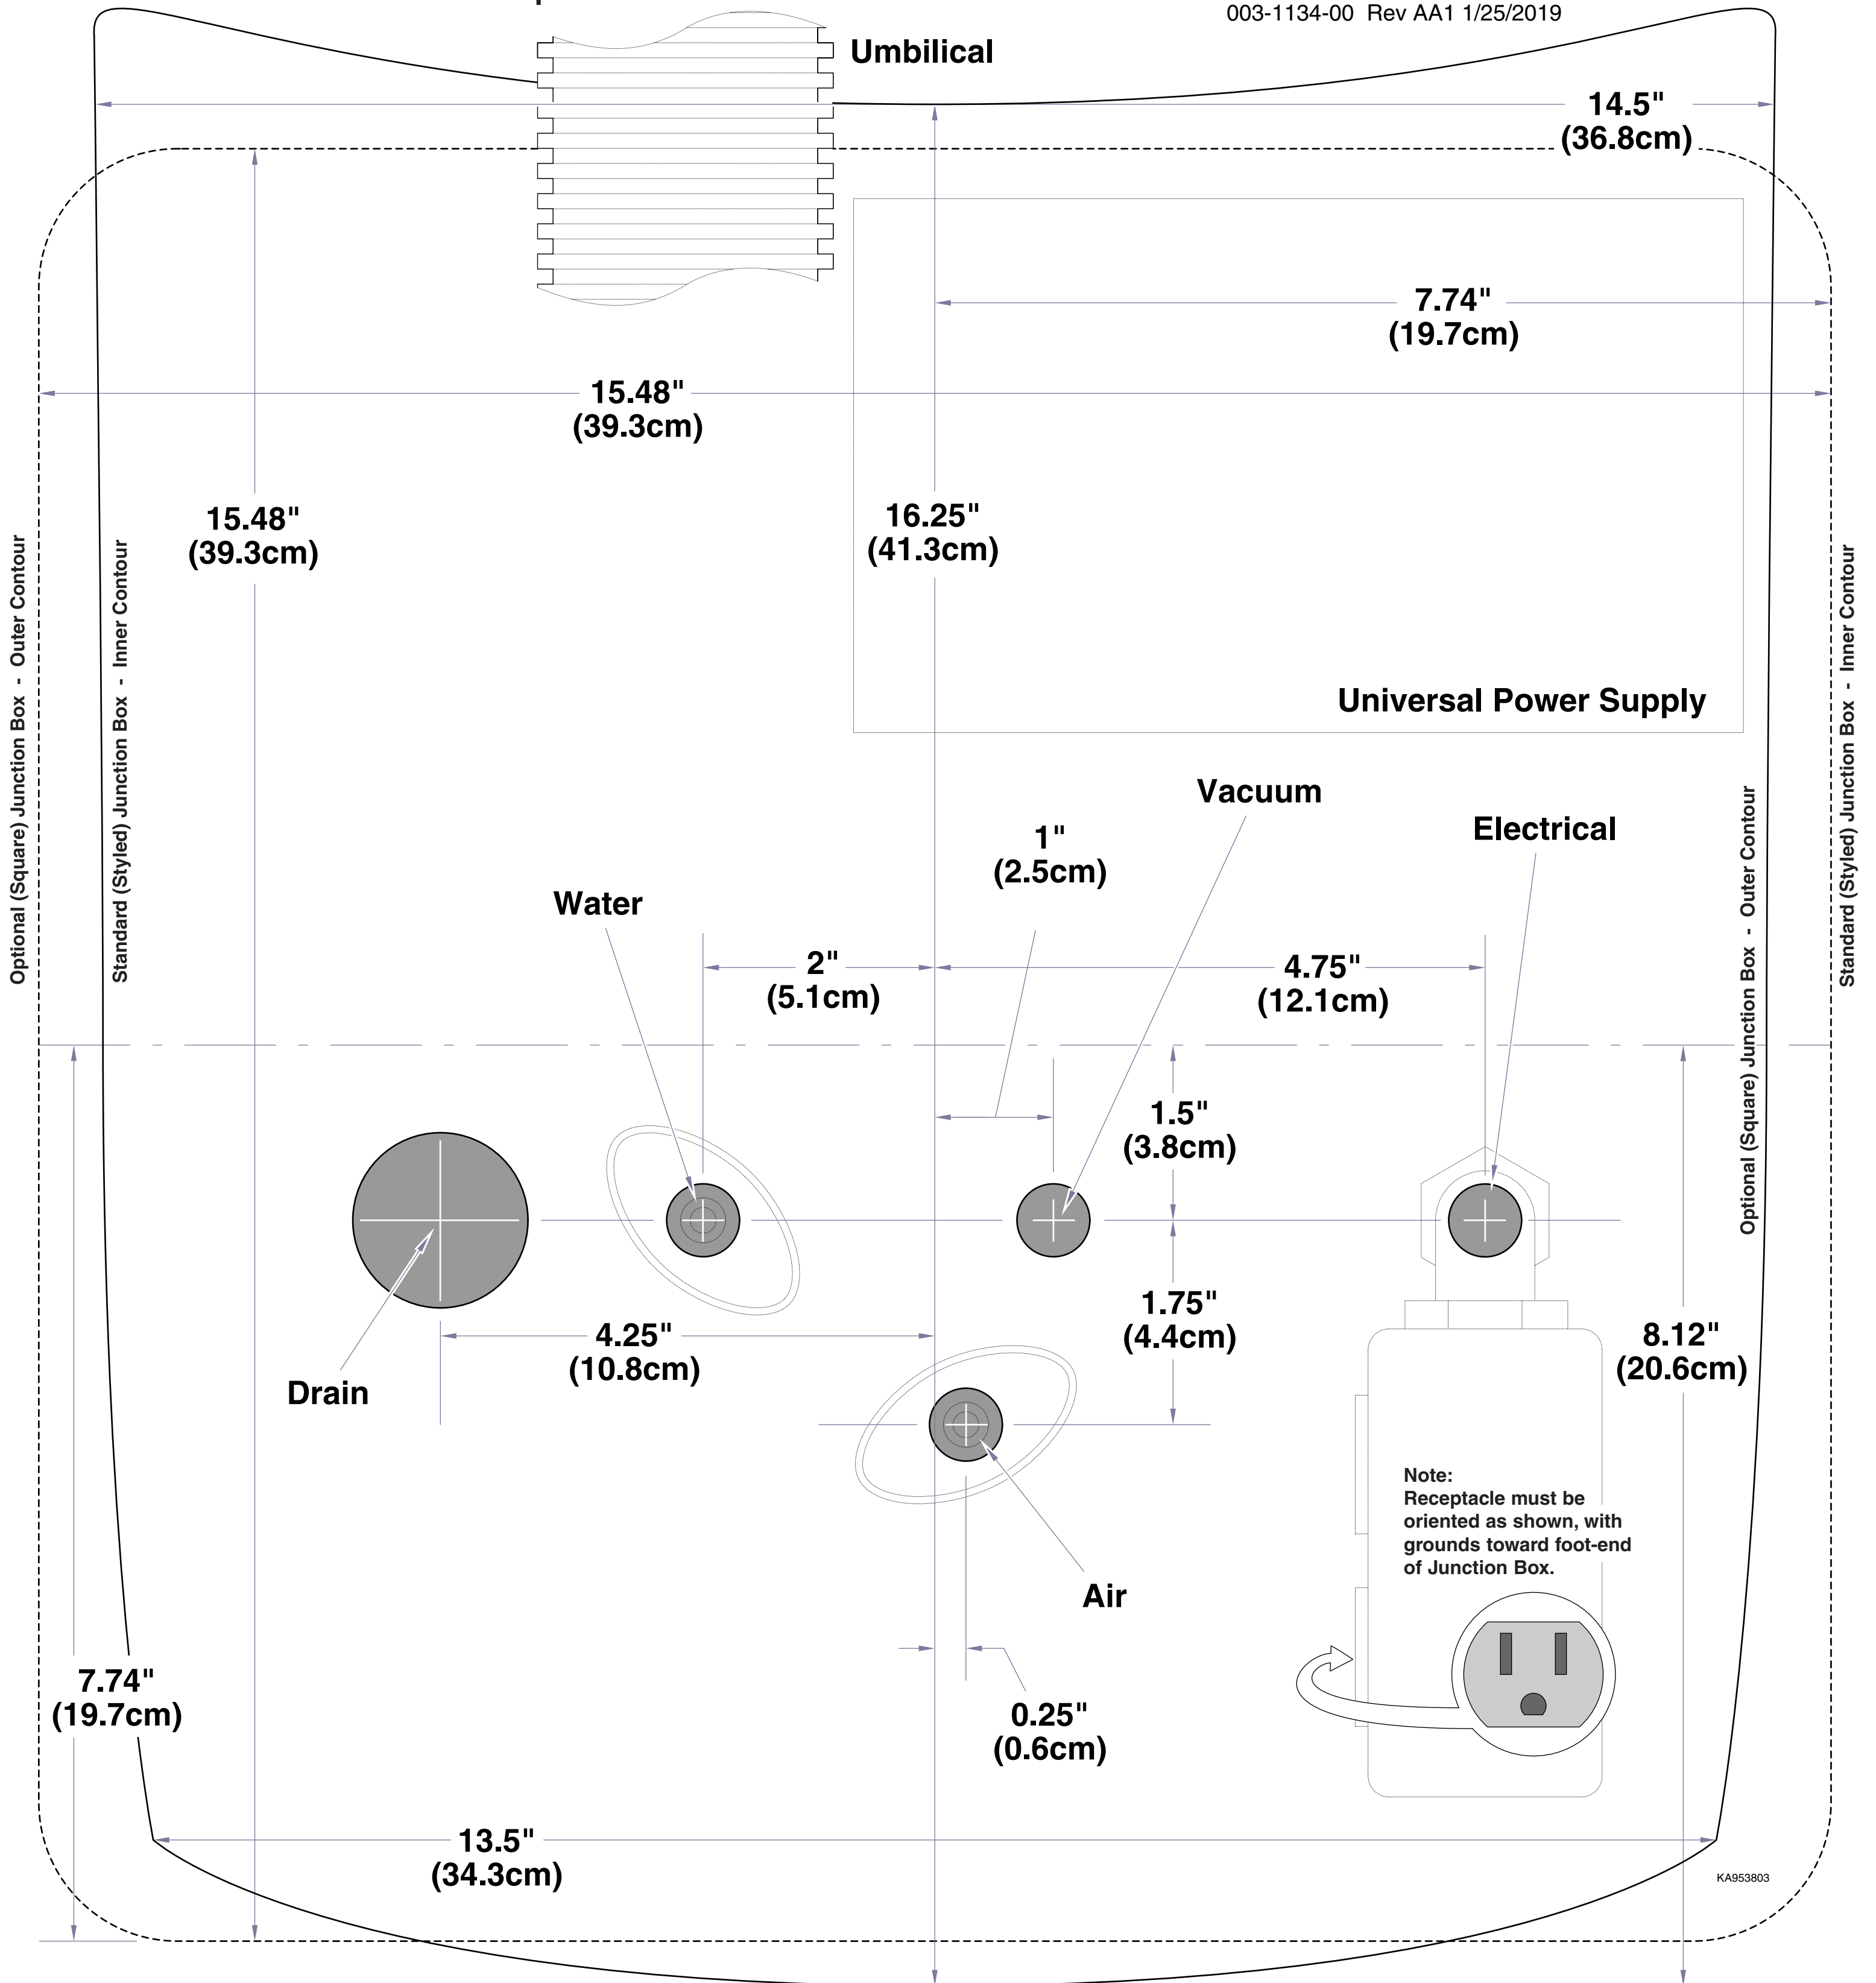 003-1134-00 Rev AA1 1/25/2019
Umbilical
14.5"
(36.8cm)
7.74"
(19.7cm)
15.48"
(39.3cm)
15.48"
(39.3cm)
16.25"
(41.3cm)
Optional (Square) Junction Box - Outer Contour
Standard (Styled) Junction Box - Inner Contour
Standard (Styled) Junction Box - Inner Contour
Optional (Square) Junction Box - Outer Contour
Universal Power Supply
Vacuum
Electrical
1"
(2.5cm)
Water
2"
(5.1cm)
4.75"
(12.1cm)
1.5"
(3.8cm)
1.75"
(4.4cm)
4.25"
(10.8cm)
8.12"
(20.6cm)
Drain
Note:
Receptacle must be
oriented as shown, with
grounds toward foot-end
of Junction Box.
Air
7.74"
(19.7cm)
0.25"
(0.6cm)
13.5"
(34.3cm)
KA953803